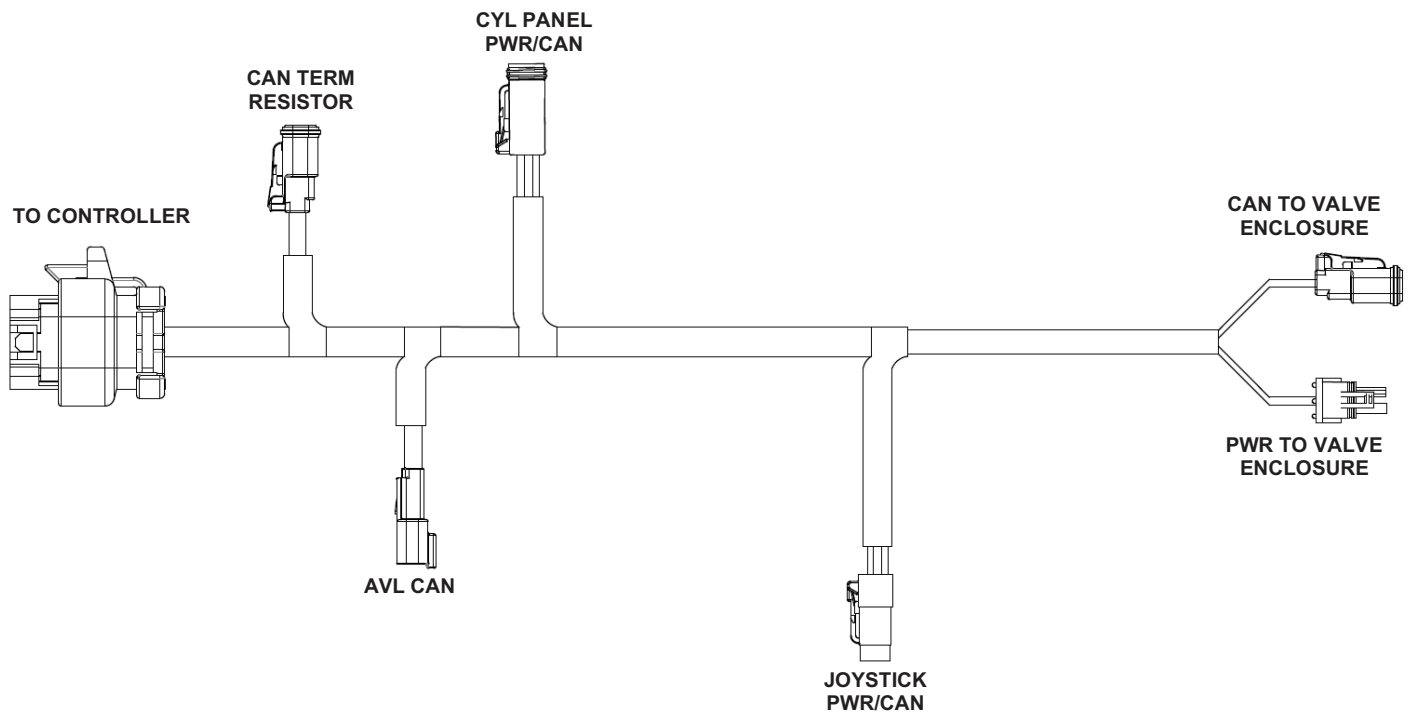 CYL PANEL
PWR/CAN
CAN TERM
RESISTOR
TO CONTROLLER
CAN TO VALVE
ENCLOSURE
PWR TO VALVE
ENCLOSURE
AVL CAN
JOYSTICK
PWR/CAN